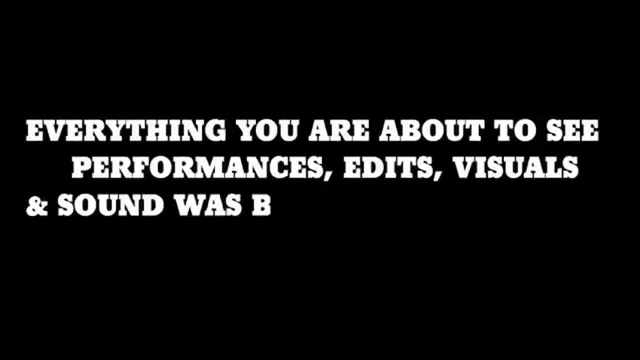 EVERYTHING YOU ARE ABOUT TO SEE
PERFORMANCES, EDITS, VISUALS
& SOUND WAS B